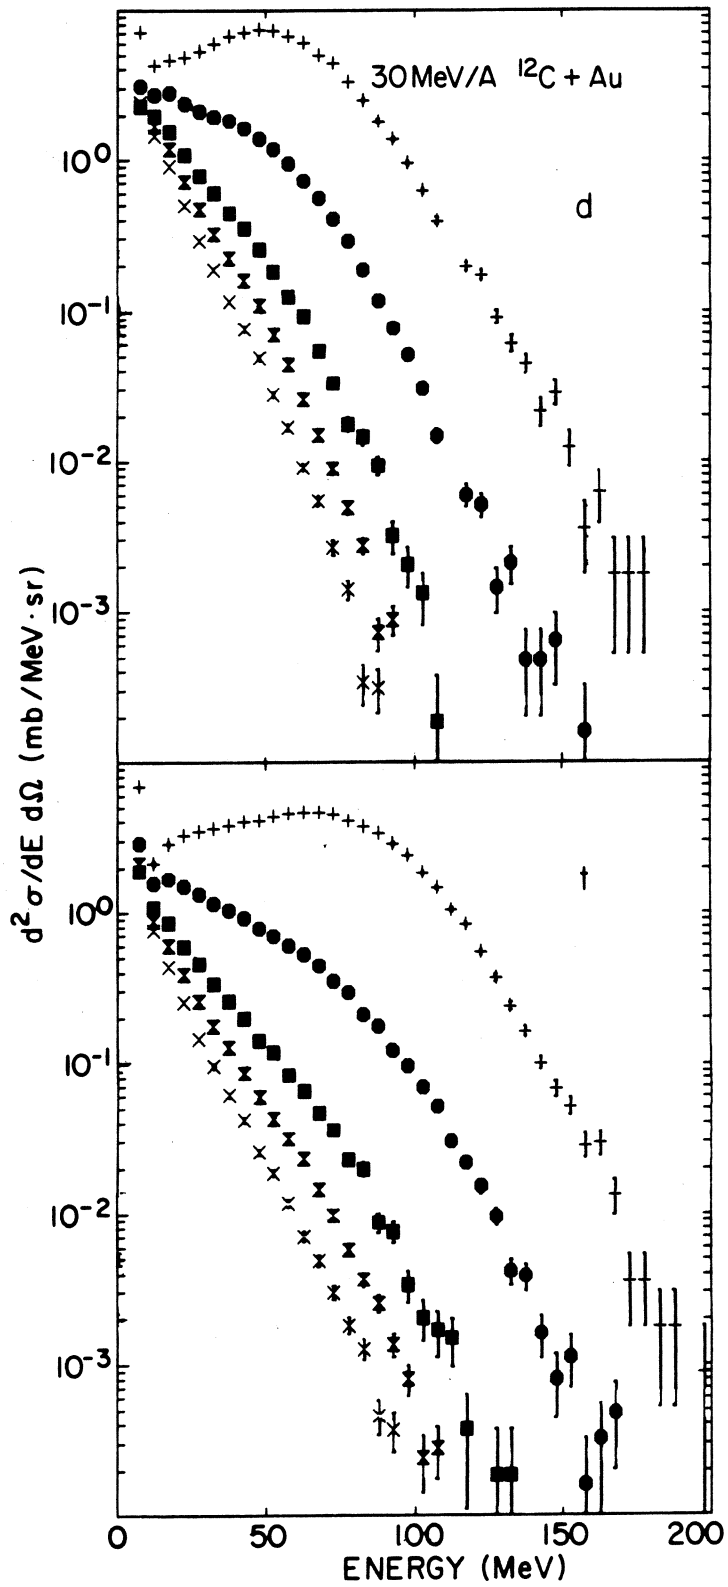 30 MeV/A ¹²C + Au
d
10⁰
10⁻¹
10⁻²
10⁻³
d²σ/dE dΩ (mb/MeV·sr)
t
10⁰
10⁻¹
10⁻²
10⁻³
0 50 100 150 200
ENERGY (MeV)